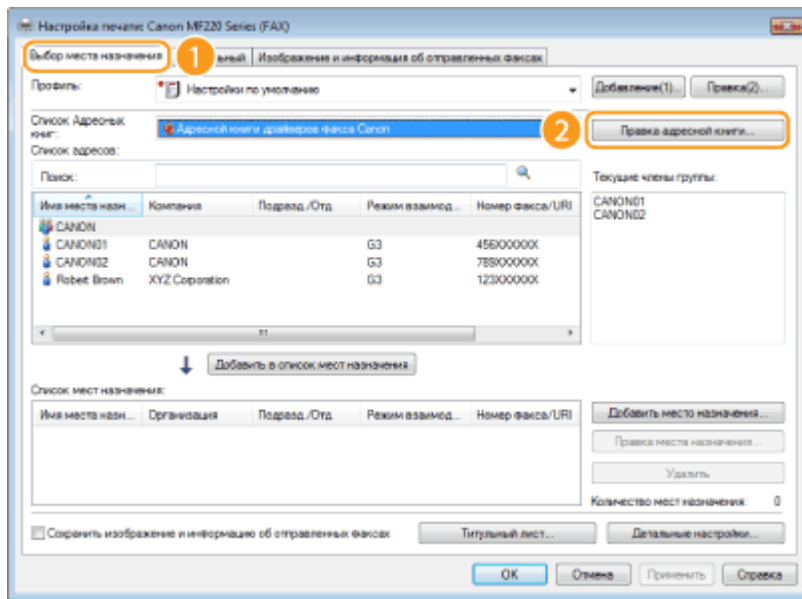 Настройка печати: Canon MF220 Series (FAX)
Выбор места назначения 1 ьный Изображение и информация об отправленных факсах
Профиль: Настройки по умолчанию Добавление(1)... Правка(2)...
Список Адресных книг: Адресной книги драйверов факса Canon 2 Правка адресной книги...
Список адресов:
Поиск: Текущие члены группы:
Имя места назн... Компания Подразд./Отд. Режим взаимод... Номер факса/URI CANON01
CANON02
CANON
CANON01 CANON G3 456XXXXXX
CANON02 CANON G3 789XXXXXX
Robert Brown XYZ Corporation G3 123XXXXXX
Добавить в список мест назначения
Список мест назначения:
Имя места назн... Организация Подразд./Отд. Режим взаимод... Номер факса/URI Добавить место назначения...
Правка места назначения...
Удалить
Количество мест назначения: 0
Сохранить изображение и информацию об отправленных факсах Титульный лист... Детальные настройки...
OK Отмена Применить Справка